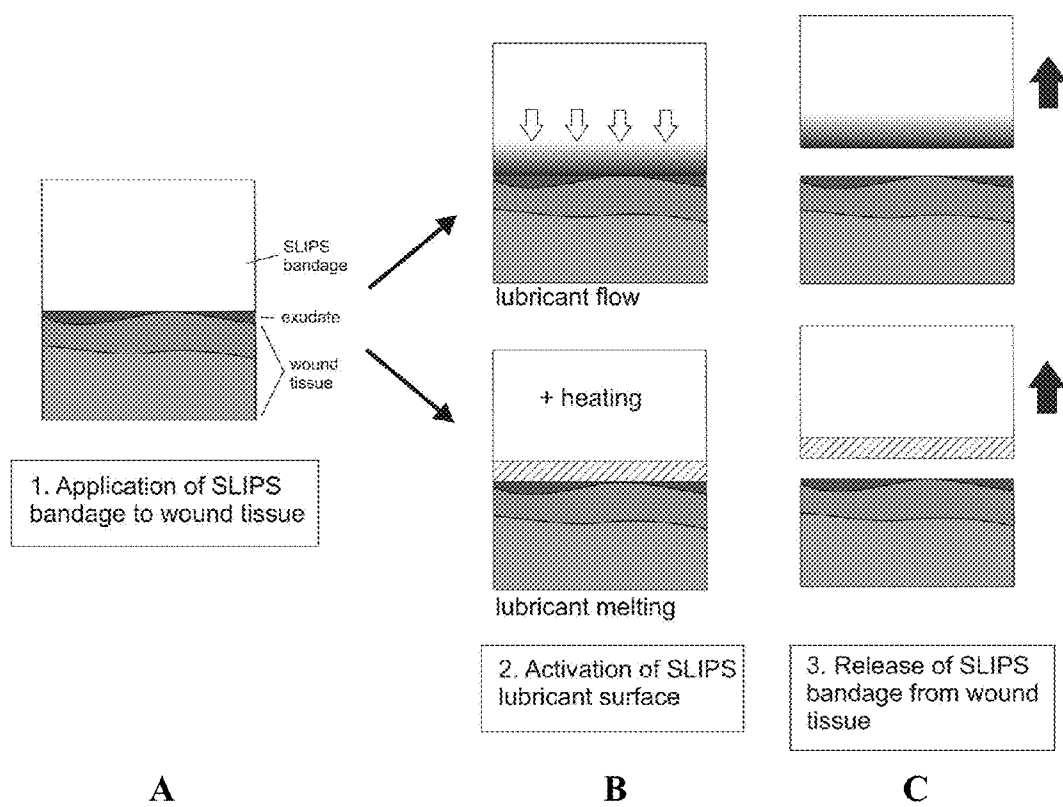 SLIPS
bandage
exudate
wound
tissue
1. Application of SLIPS
bandage to wound tissue
lubricant flow
+ heating
lubricant melting
2. Activation of SLIPS
lubricant surface
3. Release of SLIPS
bandage from wound
tissue
A
B
C